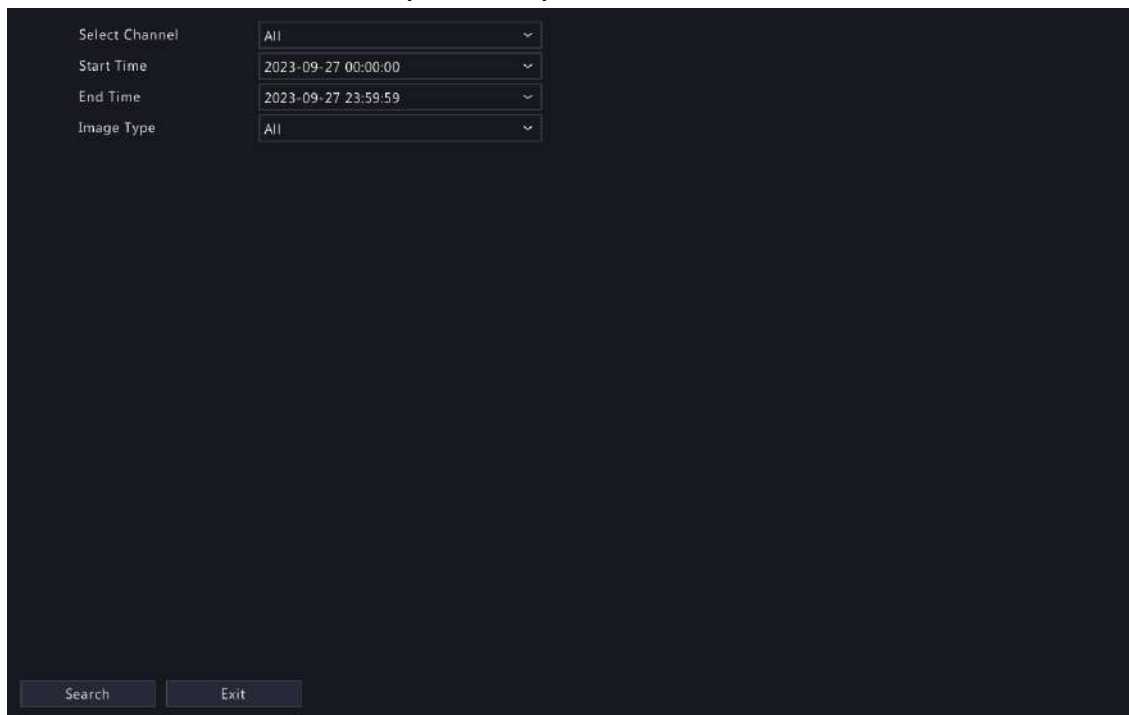 Select Channel All
Start Time 2023-09-27 00:00:00
End Time 2023-09-27 23:59:59
Image Type All
Search Exit